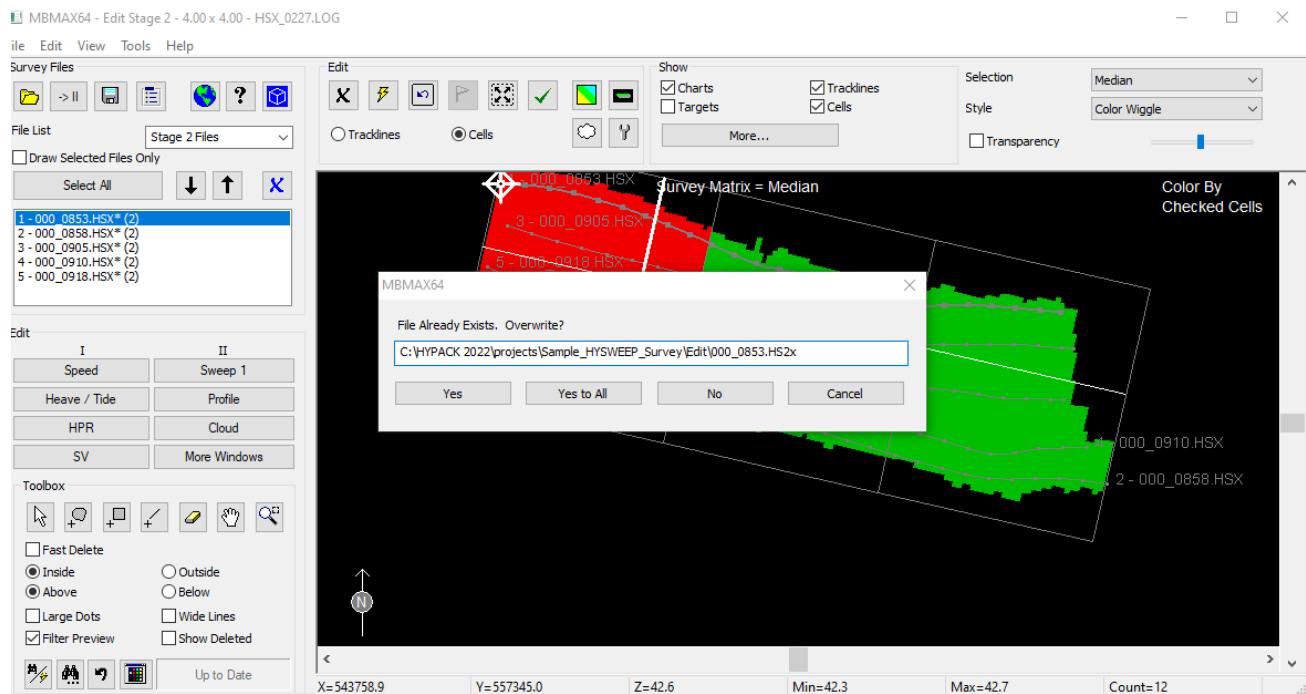 MBMAX64 - Edit Stage 2 - 4.00 x 4.00 - HSX_0227.LOG
ile Edit View Tools Help
Survey Files
-> II
?
File List
Stage 2 Files
Draw Selected Files Only
Select All
X
1 - 000_0853.HSX* (2)
2 - 000_0858.HSX* (2)
3 - 000_0905.HSX* (2)
4 - 000_0910.HSX* (2)
5 - 000_0918.HSX* (2)
Edit
I II
Speed Sweep 1
Heave / Tide Profile
HPR Cloud
SV More Windows
Toolbox
Fast Delete
Inside Outside
Above Below
Large Dots Wide Lines
Filter Preview Show Deleted
Up to Date
Edit
X
Tracklines Cells
Show
Charts Tracklines
Targets Cells
More...
Selection Median
Style Color Wiggle
Transparency
000_0853.HSX
Survey Matrix = Median
Color By
Checked Cells
3 - 000_0905.HSX
5 - 000_0918.HSX
MBMAX64
File Already Exists. Overwrite?
C:\HYPACK 2022\projects\Sample_HYSWEEP_Survey\Edit\000_0853.HS2x
Yes Yes to All No Cancel
000_0910.HSX
2 - 000_0858.HSX
N
X=543758.9 Y=557345.0 Z=42.6 Min=42.3 Max=42.7 Count=12